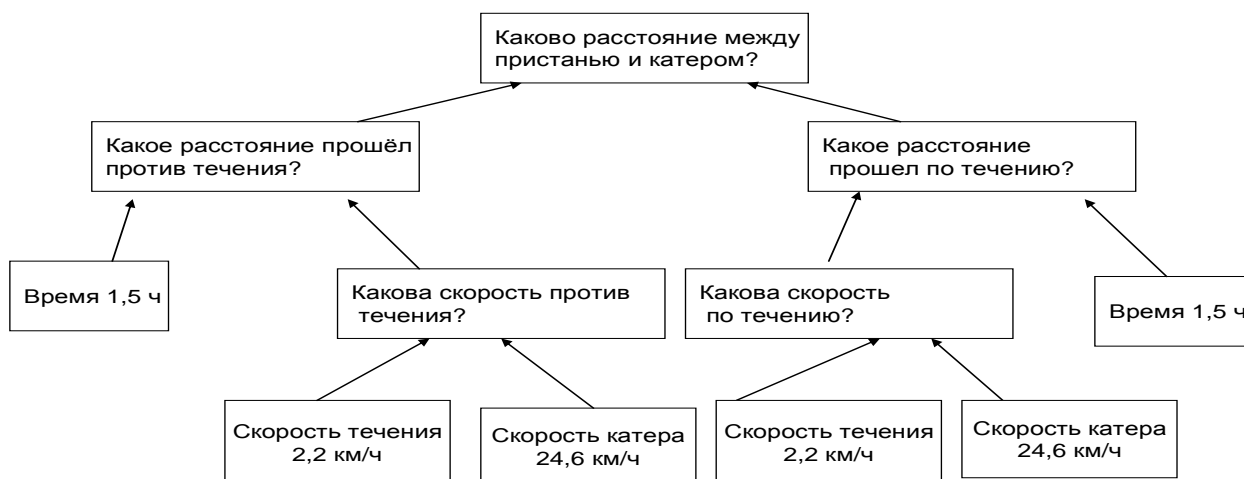 Каково расстояние между
пристанью и катером?
Какое расстояние прошёл
против течения?
Какое расстояние
прошел по течению?
Время 1,5 ч
Какова скорость против
течения?
Какова скорость
по течению?
Время 1,5 ч
Скорость течения
2,2 км/ч
Скорость катера
24,6 км/ч
Скорость течения
2,2 км/ч
Скорость катера
24,6 км/ч